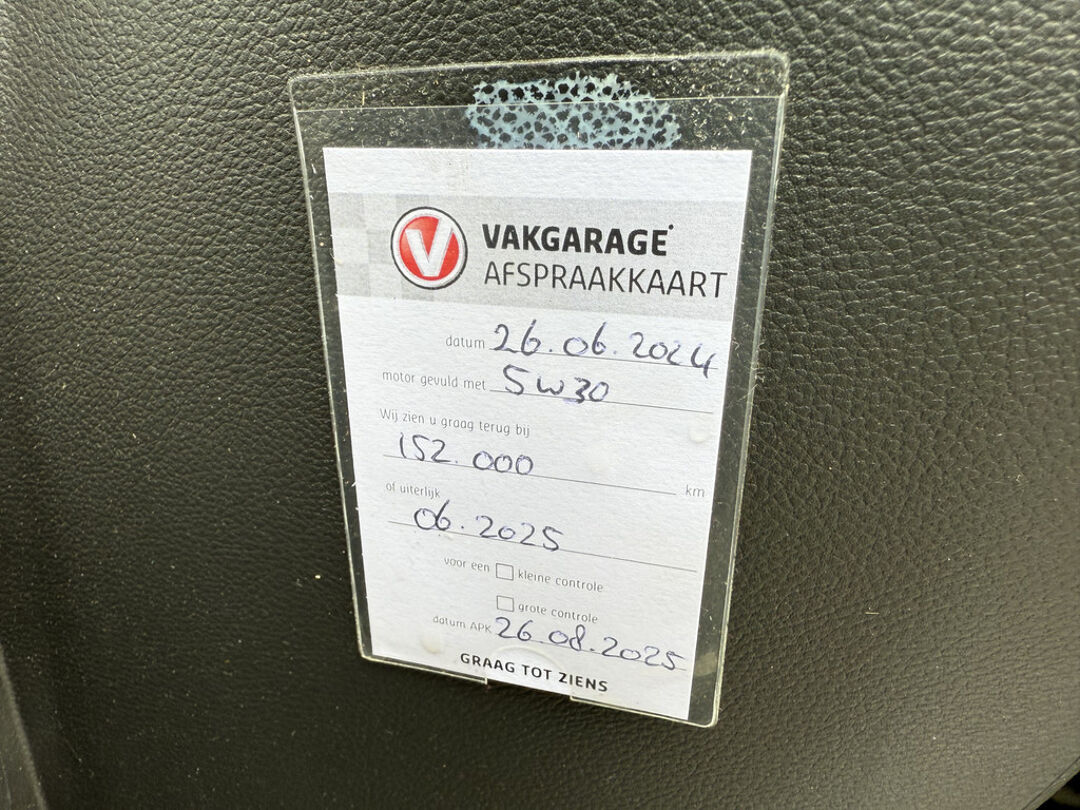 V VAKGARAGE
AFSPRAAKKAART
datum 26.06.2024
motor gevuld met 5w30
Wij zien u graag terug bij
152.000 km
of uiterlijk
06.2025
voor een kleine controle
grote controle
datum APK 26.08.2025
GRAAG TOT ZIENS